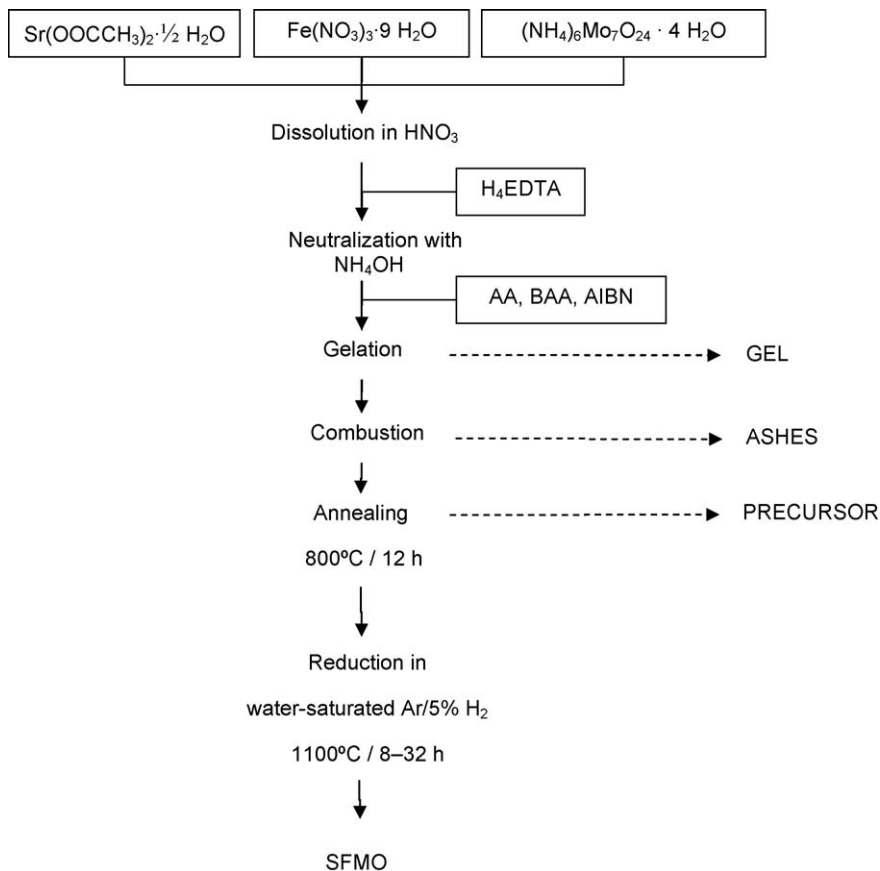 Sr(OOCCH₃)₂·½ H₂O
Fe(NO₃)₃·9 H₂O
(NH₄)₆Mo₇O₂₄ · 4 H₂O
Dissolution in HNO₃
H₄EDTA
Neutralization with
NH₄OH
AA, BAA, AIBN
Gelation
GEL
Combustion
ASHES
Annealing
PRECURSOR
800ºC / 12 h
Reduction in
water-saturated Ar/5% H₂
1100ºC / 8–32 h
SFMO